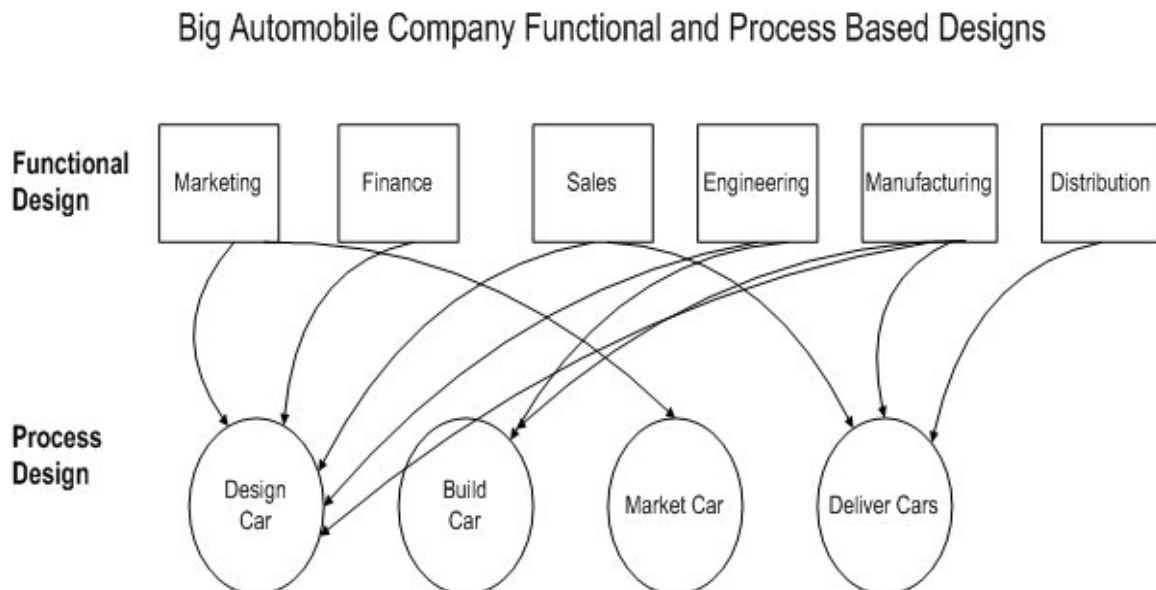 Big Automobile Company Functional and Process Based Designs
Functional
Design
Marketing
Finance
Sales
Engineering
Manufacturing
Distribution
Process
Design
Design
Car
Build
Car
Market Car
Deliver Cars